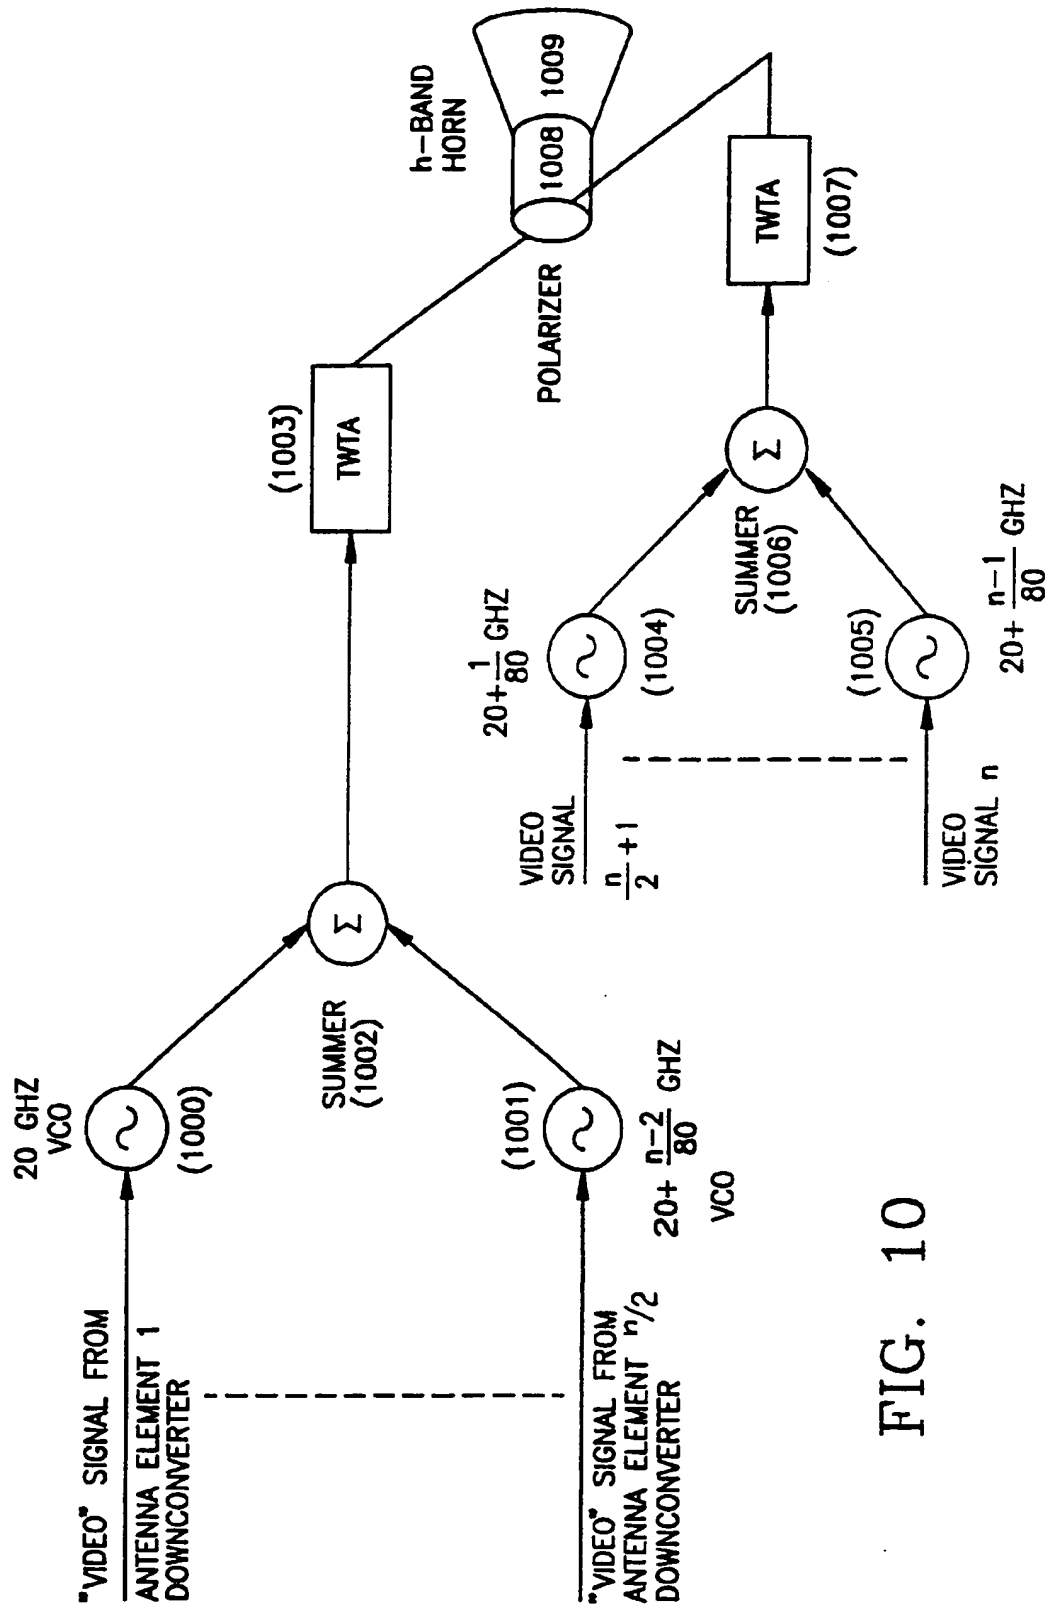 "VIDEO" SIGNAL FROM
ANTENNA ELEMENT 1
DOWNCONVERTER
20 GHZ
VCO
(1000)
"VIDEO" SIGNAL FROM
ANTENNA ELEMENT n/2
DOWNCONVERTER
(1001)
20+ n-2/80 GHZ
VCO
SUMMER
(1002)
Σ
(1003)
TWTA
h-BAND
HORN
1008
1009
POLARIZER
VIDEO
SIGNAL
n/2 +1
20+ 1/80 GHZ
(1004)
VIDEO
SIGNAL n
(1005)
20+ n-1/80 GHZ
SUMMER
(1006)
Σ
TWTA
(1007)
FIG. 10